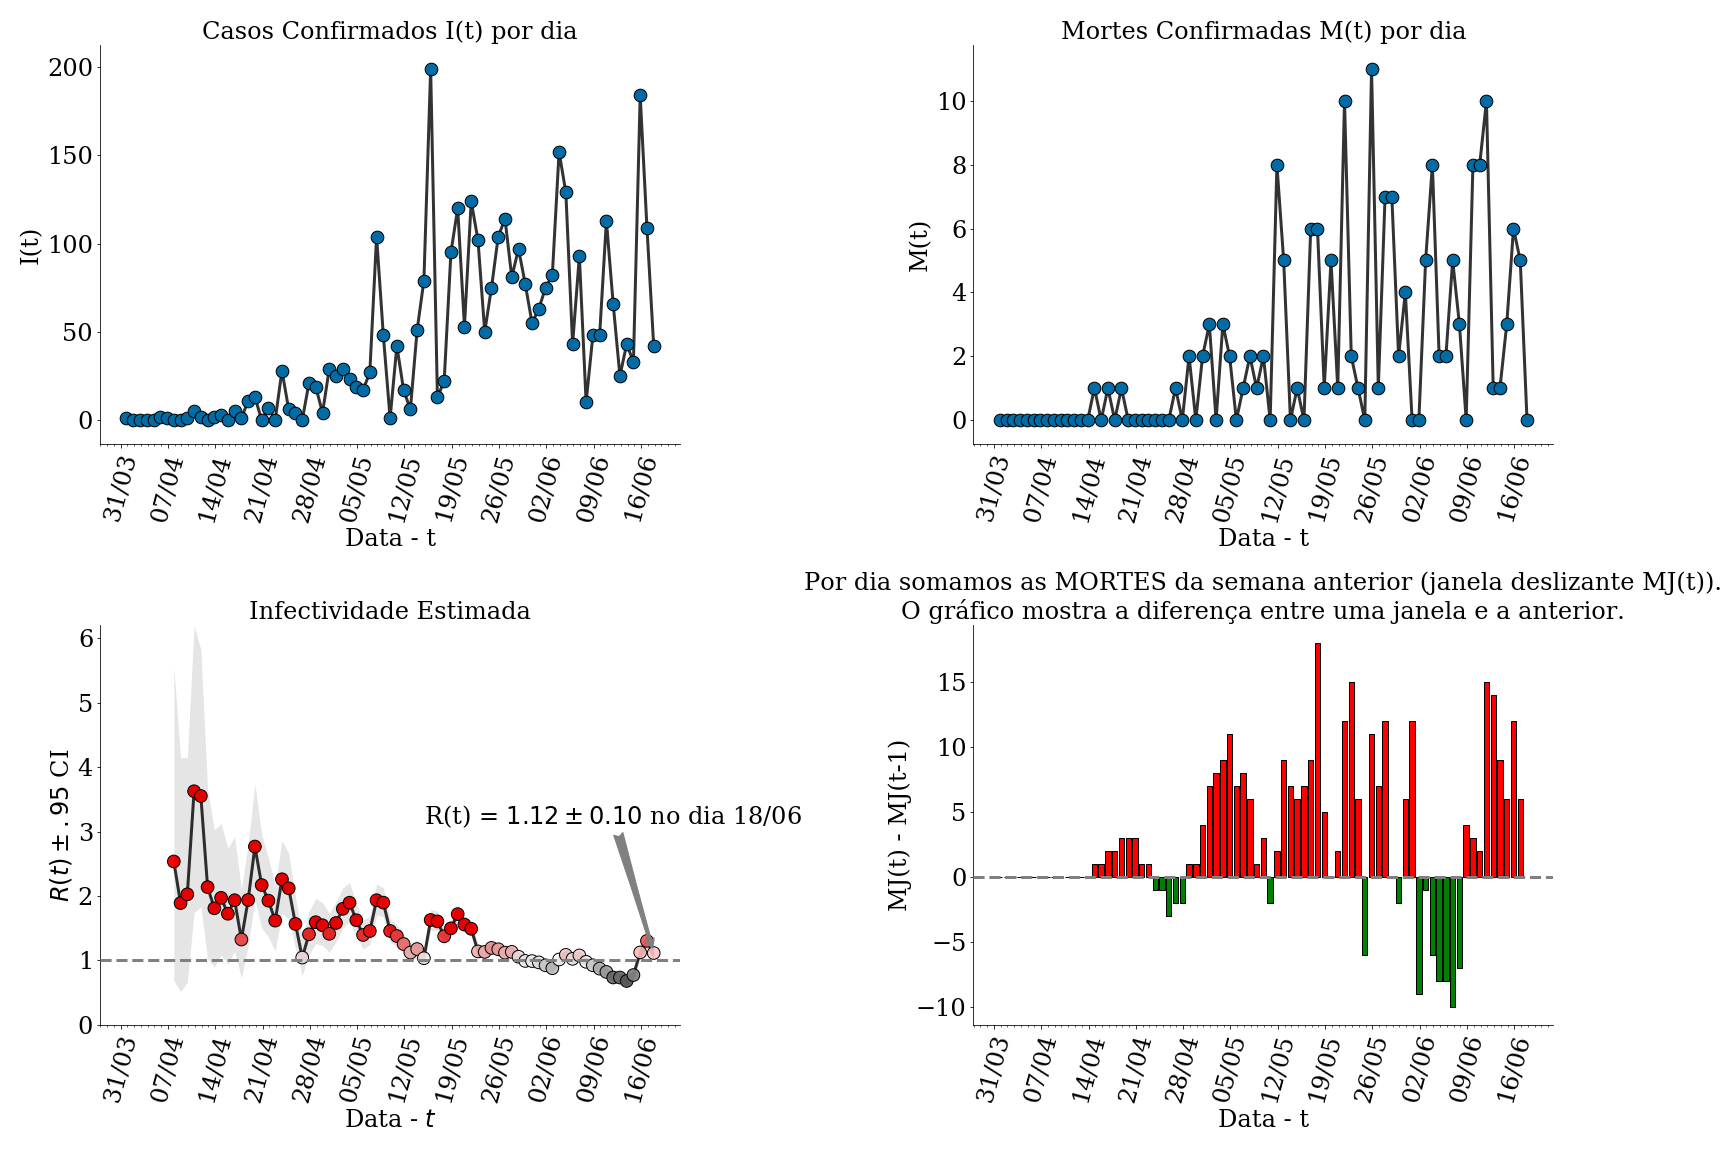 Casos Confirmados I(t) por dia
I(t)
200
150
100
50
0
31/03 07/04 14/04 21/04 28/04 05/05 12/05 19/05 26/05 02/06 09/06 16/06
Data - t
Mortes Confirmadas M(t) por dia
M(t)
10
8
6
4
2
0
31/03 07/04 14/04 21/04 28/04 05/05 12/05 19/05 26/05 02/06 09/06 16/06
Data - t
Infectividade Estimada
R(t) ± .95 CI
6
5
4
3
2
1
0
R(t) = 1.12 ± 0.10 no dia 18/06
31/03 07/04 14/04 21/04 28/04 05/05 12/05 19/05 26/05 02/06 09/06 16/06
Data - t
Por dia somamos as MORTES da semana anterior (janela deslizante MJ(t)).
O gráfico mostra a diferença entre uma janela e a anterior.
MJ(t) - MJ(t-1)
15
10
5
0
−5
−10
31/03 07/04 14/04 21/04 28/04 05/05 12/05 19/05 26/05 02/06 09/06 16/06
Data - t